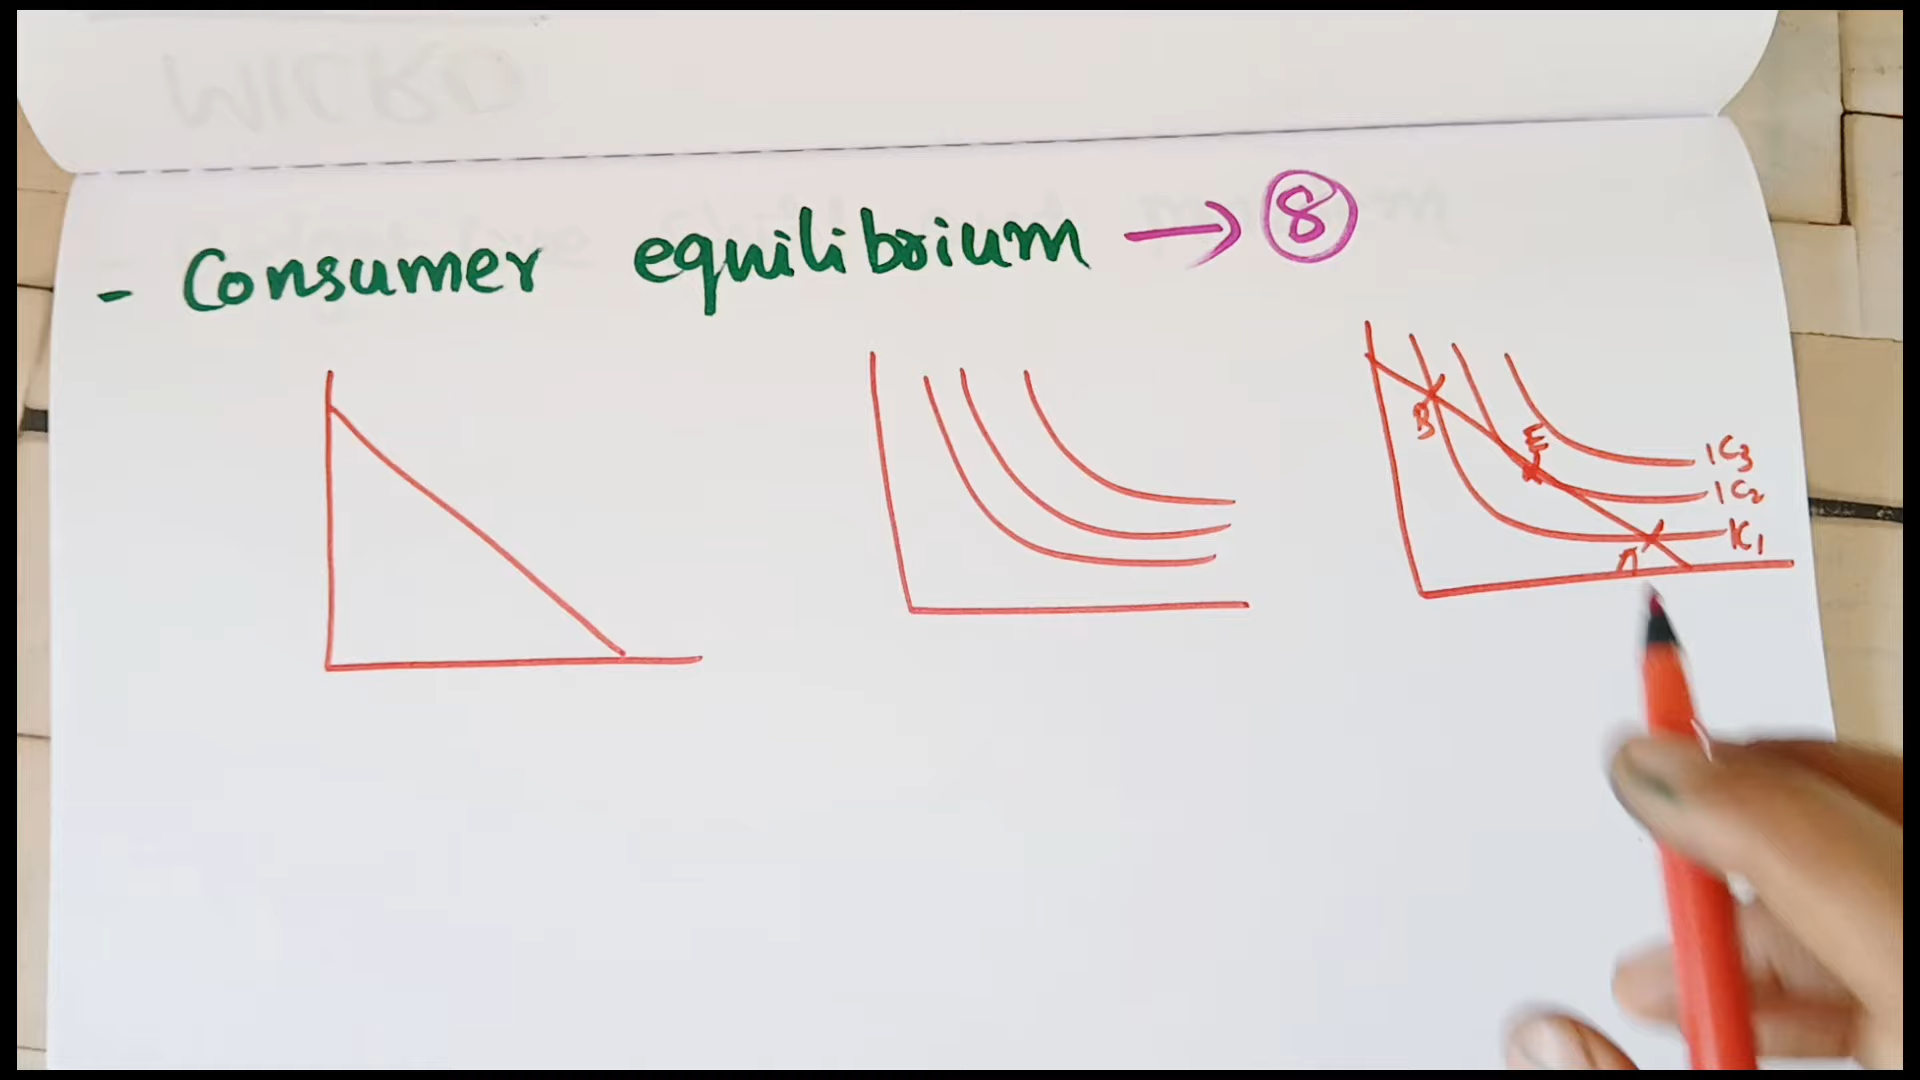 - Consumer equilibrium → 8
B
E
A
IC3
IC2
IC1